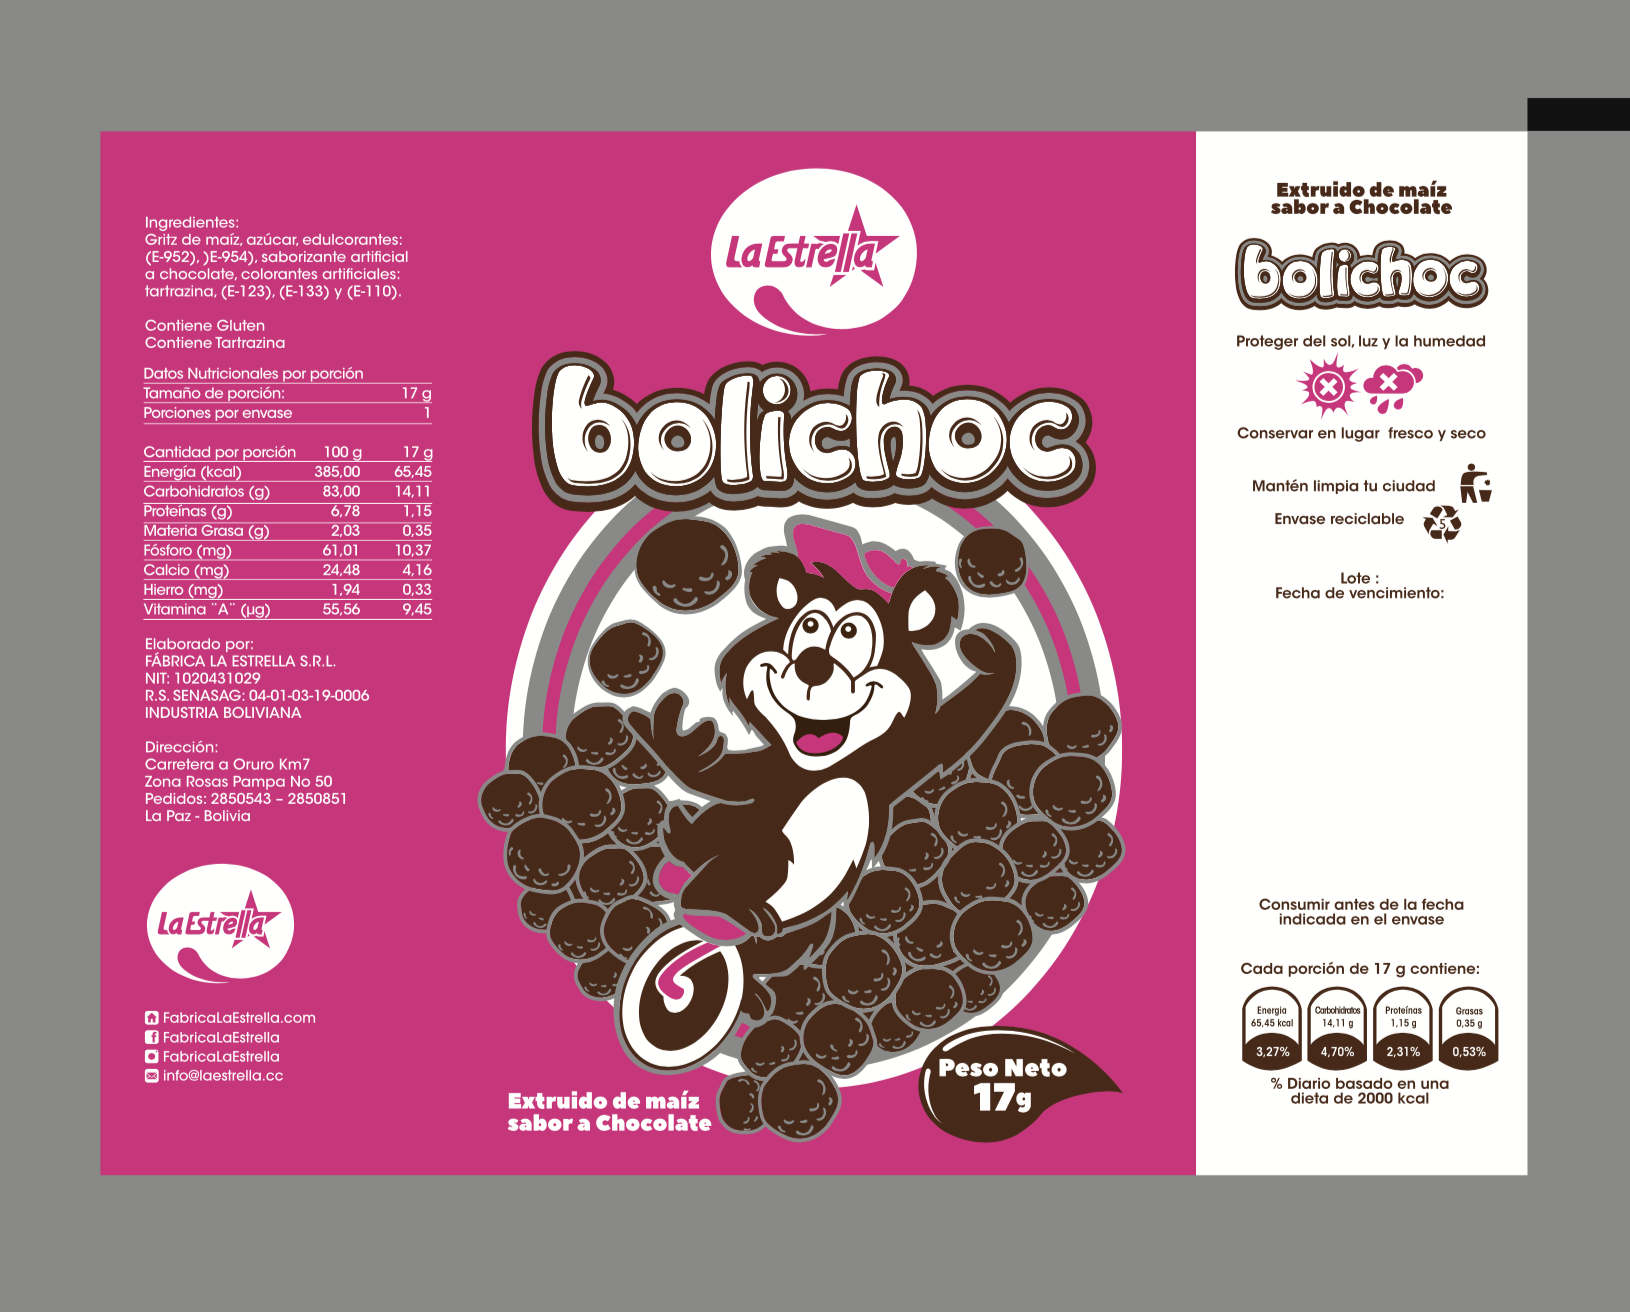 Ingredientes:
Gritz de maíz, azúcar, edulcorantes:
(E-952), )E-954), saborizante artificial
a chocolate, colorantes artificiales:
tartrazina, (E-123), (E-133) y (E-110).
Contiene Gluten
Contiene Tartrazina
Datos Nutricionales por porción
Tamaño de porción: 17 g
Porciones por envase 1
Cantidad por porción 100 g 17 g
Energía (kcal) 385,00 65,45
Carbohidratos (g) 83,00 14,11
Proteínas (g) 6,78 1,15
Materia Grasa (g) 2,03 0,35
Fósforo (mg) 61,01 10,37
Calcio (mg) 24,48 4,16
Hierro (mg) 1,94 0,33
Vitamina ¨A¨ (µg) 55,56 9,45
Elaborado por:
FÁBRICA LA ESTRELLA S.R.L.
NIT: 1020431029
R.S. SENASAG: 04-01-03-19-0006
INDUSTRIA BOLIVIANA
Dirección:
Carretera a Oruro Km7
Zona Rosas Pampa No 50
Pedidos: 2850543 – 2850851
La Paz - Bolivia
La Estrella
FabricaLaEstrella.com
FabricaLaEstrella
FabricaLaEstrella
info@laestrella.cc
La Estrella
bolichoc
Extruido de maíz
sabor a Chocolate
Peso Neto
17g
Extruido de maíz
sabor a Chocolate
bolichoc
Proteger del sol, luz y la humedad
Conservar en lugar fresco y seco
Mantén limpia tu ciudad
Envase reciclable
5
Lote :
Fecha de vencimiento:
Consumir antes de la fecha
indicada en el envase
Cada porción de 17 g contiene:
Energia Carbohidratos Proteínas Grasas
65,45 kcal 14,11 g 1,15 g 0,35 g
3,27% 4,70% 2,31% 0,53%
% Diario basado en una
dieta de 2000 kcal